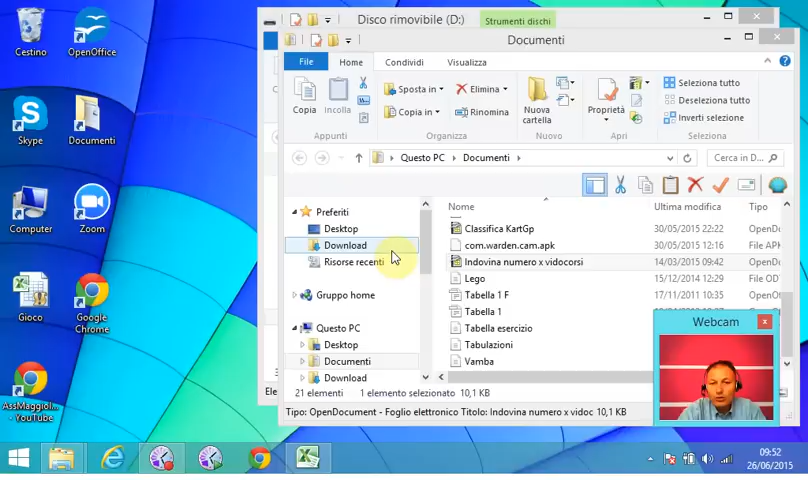 Cestino
OpenOffice
Skype
Documenti
Computer
Zoom
Gioco
Google
Chrome
AssMaggiol...
- YouTube
Disco rimovibile (D:)
Strumenti dischi
Documenti
File
Home
Condividi
Visualizza
Copia
Incolla
Sposta in
Copia in
Elimina
Rinomina
Nuova
cartella
Proprietà
Seleziona tutto
Deseleziona tutto
Inverti selezione
Appunti
Organizza
Nuovo
Apri
Selezione
Questo PC
Documenti
Cerca in D...
Preferiti
Desktop
Download
Risorse recenti
Gruppo home
Questo PC
Desktop
Documenti
Download
Nome
Ultima modifica
Tipo
Classifica KartGp
30/05/2015 22:22
OpenDo
com.warden.cam.apk
30/05/2015 12:16
File APK
Indovina numero x vidocorsi
14/03/2015 09:42
OpenDo
Lego
15/12/2014 12:29
File OD
Tabella 1 F
17/11/2011 10:35
OpenOf
Tabella 1
Tabella esercizio
Tabulazioni
Vamba
Webcam
x
21 elementi
1 elemento selezionato 10,1 KB
Ele
Tipo: OpenDocument - Foglio elettronico Titolo: Indovina numero x vidoc 10,1 KB
09:52
26/06/2015